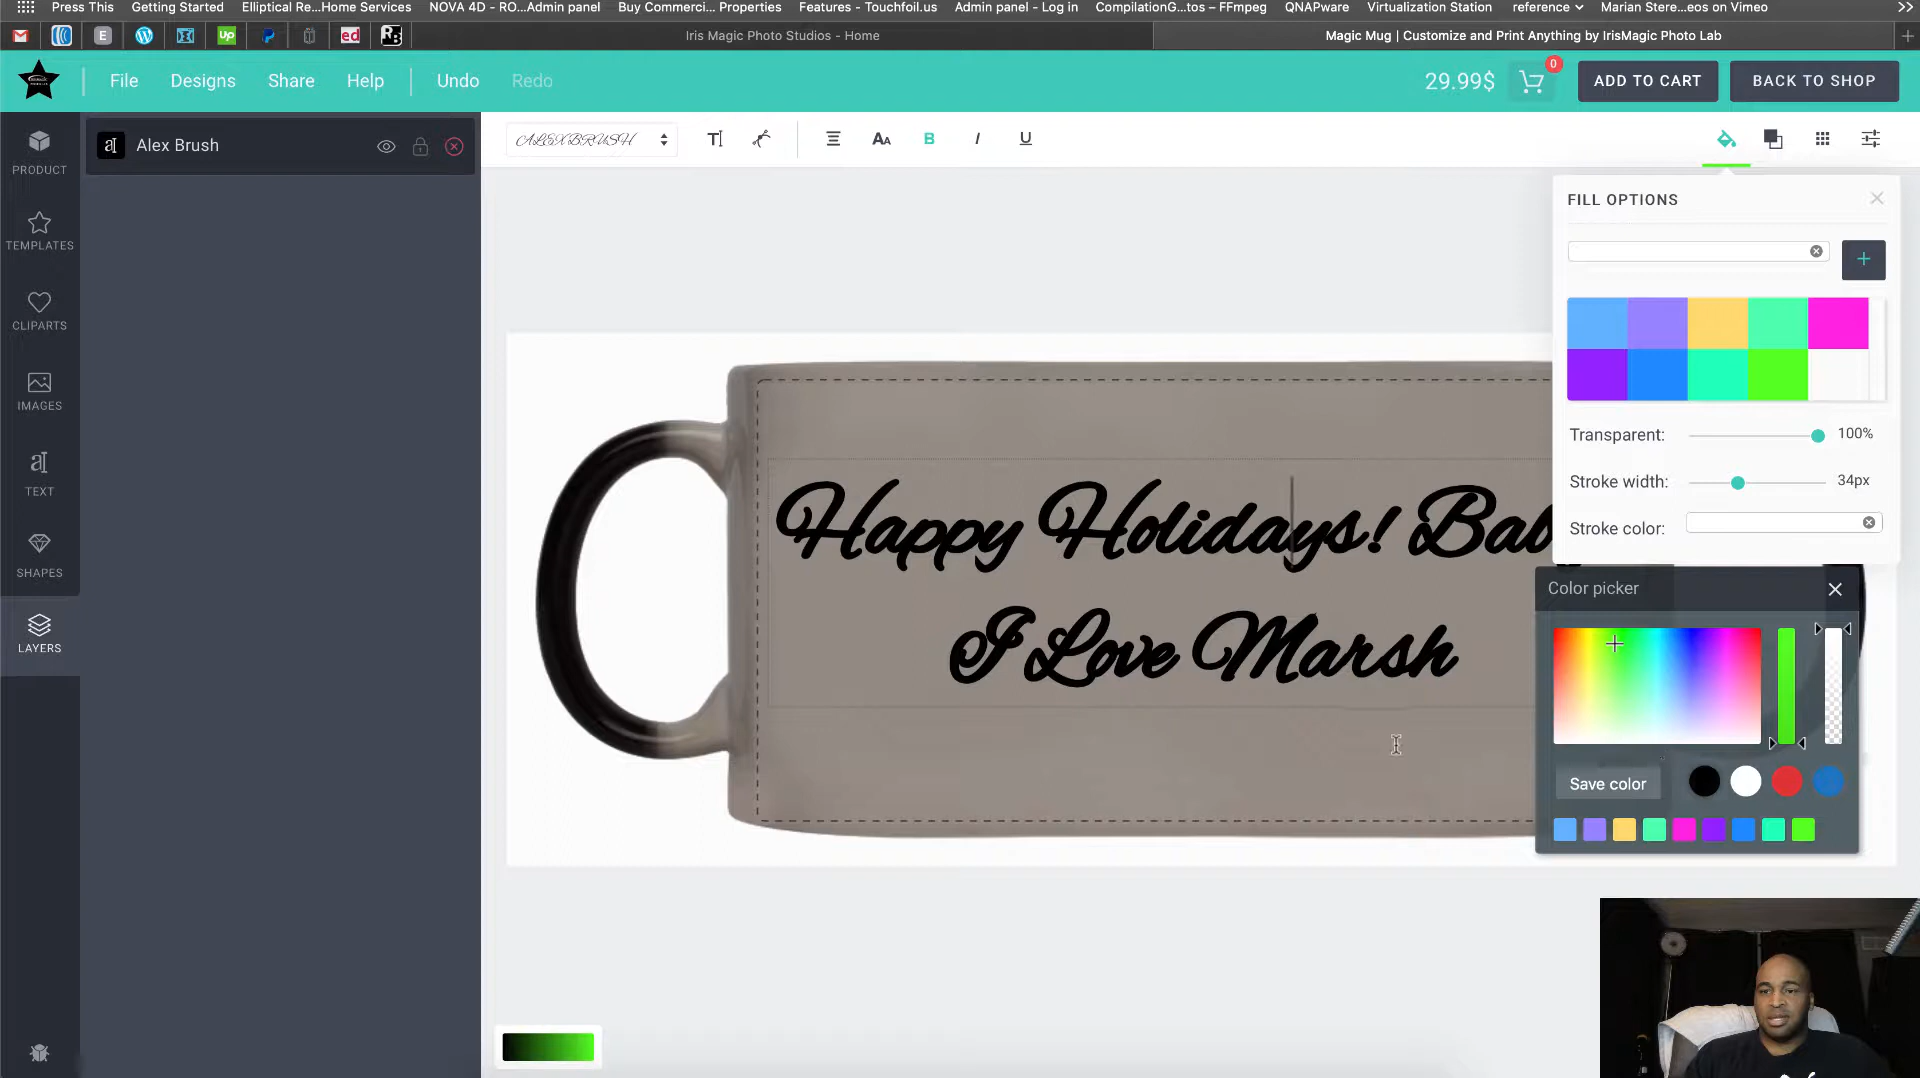 Press This Getting Started Elliptical Re...Home Services NOVA 4D - RO...Admin panel Buy Commerci... Properties Features - Touchfoil.us Admin panel - Log in CompilationG...tos – FFmpeg QNAPware Virtualization Station reference Marian Stere...eos on Vimeo
Iris Magic Photo Studios - Home Magic Mug | Customize and Print Anything by IrisMagic Photo Lab
File Designs Share Help Undo Redo 29.99$ 0 ADD TO CART BACK TO SHOP
PRODUCT
TEMPLATES
CLIPARTS
IMAGES
TEXT
SHAPES
LAYERS
Alex Brush
ALEX BRUSH
FILL OPTIONS
Transparent: 100%
Stroke width: 34px
Stroke color:
Happy Holidays! Bab
I Love Marsh
Color picker
Save color